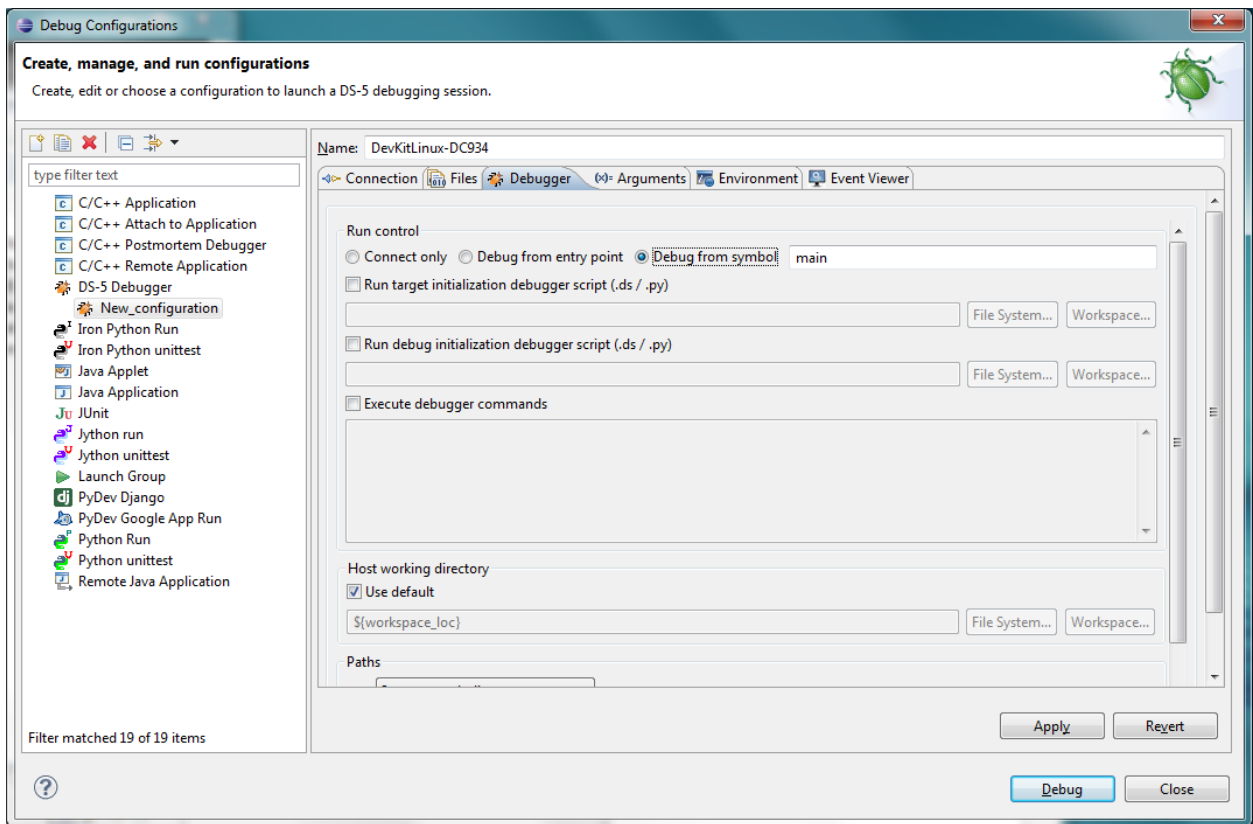 Debug Configurations
Create, manage, and run configurations
Create, edit or choose a configuration to launch a DS-5 debugging session.
type filter text
C/C++ Application
C/C++ Attach to Application
C/C++ Postmortem Debugger
C/C++ Remote Application
DS-5 Debugger
New_configuration
Iron Python Run
Iron Python unittest
Java Applet
Java Application
JUnit
Jython run
Jython unittest
Launch Group
PyDev Django
PyDev Google App Run
Python Run
Python unittest
Remote Java Application
Filter matched 19 of 19 items
Name: DevKitLinux-DC934
Connection Files Debugger Arguments Environment Event Viewer
Run control
Connect only Debug from entry point Debug from symbol main
Run target initialization debugger script (.ds / .py)
File System... Workspace...
Run debug initialization debugger script (.ds / .py)
File System... Workspace...
Execute debugger commands
Host working directory
Use default
${workspace_loc} File System... Workspace...
Paths
Apply Revert
Debug Close